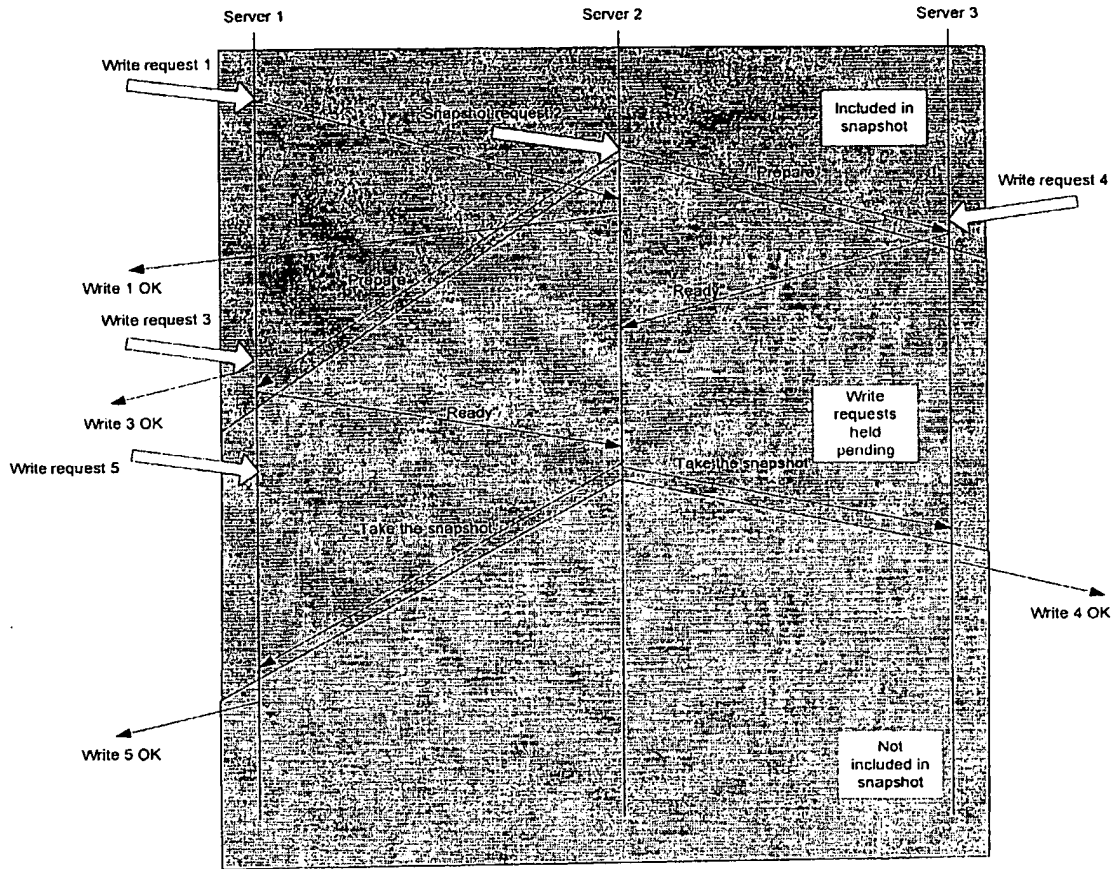 Server 1
Server 2
Server 3
Write request 1
Snapshot request 2
Included in
snapshot
Prepare
Write request 4
Write 1 OK
Prepare
Ready
Write request 3
Write 3 OK
Ready
Write
requests
held
pending
Write request 5
Take the snapshot
Take the snapshot
Write 4 OK
Write 5 OK
Not
included in
snapshot